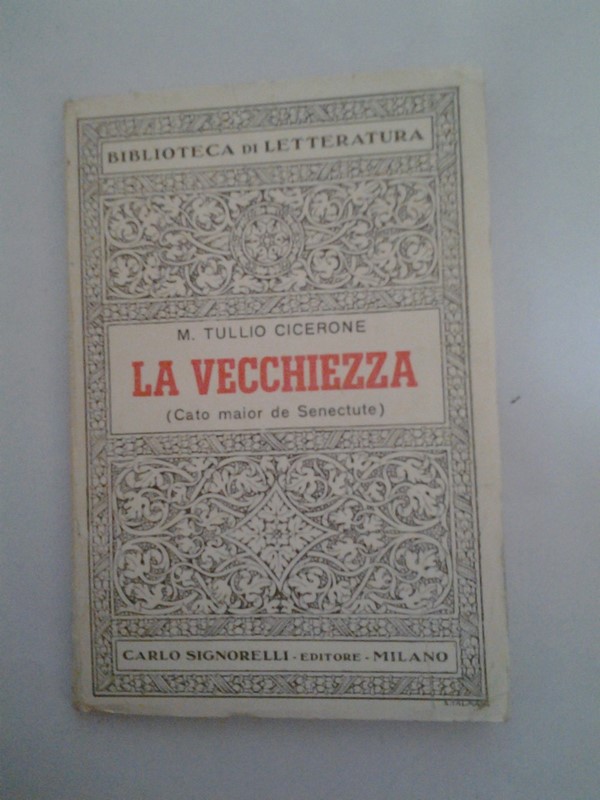 BIBLIOTECA DI LETTERATURA
M. TULLIO CICERONE
LA VECCHIEZZA
(Cato maior de Senectute)
CARLO SIGNORELLI - EDITORE - MILANO